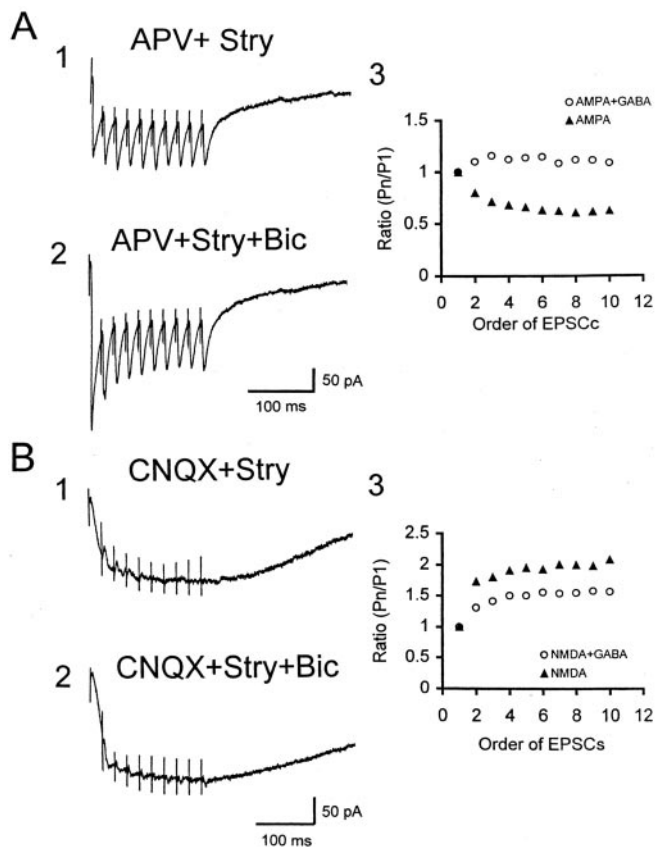 A
1
APV+ Stry
2
APV+Stry+Bic
50 pA
100 ms
3
AMPA+GABA
AMPA
Ratio (Pn/P1)
1.5
1
0.5
0
0 2 4 6 8 10 12
Order of EPSCc
B
1
CNQX+Stry
2
CNQX+Stry+Bic
50 pA
100 ms
3
Ratio (Pn/P1)
2.5
2
1.5
1
0.5
0
NMDA+GABA
NMDA
0 2 4 6 8 10 12
Order of EPSCs